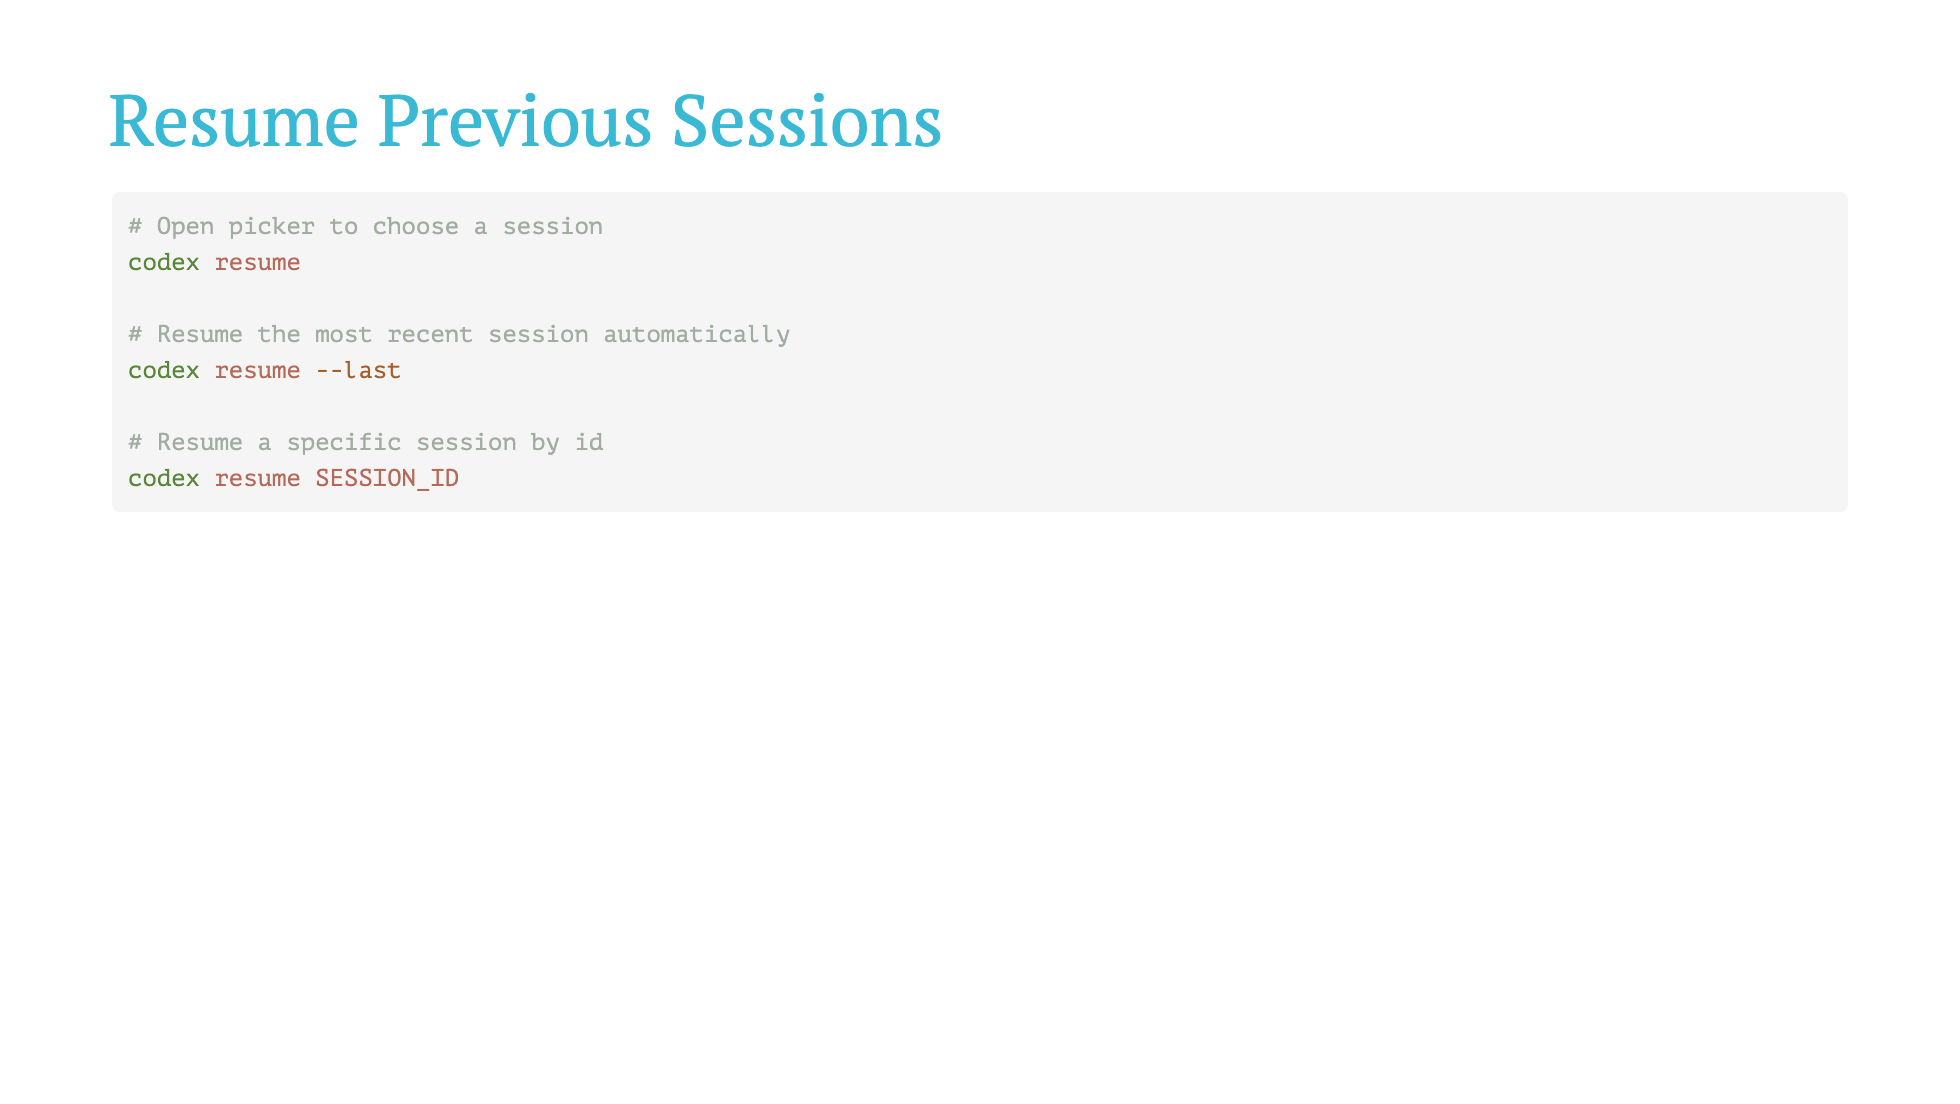 Resume Previous Sessions
# Open picker to choose a session
codex resume
# Resume the most recent session automatically
codex resume --last
# Resume a specific session by id
codex resume SESSION_ID